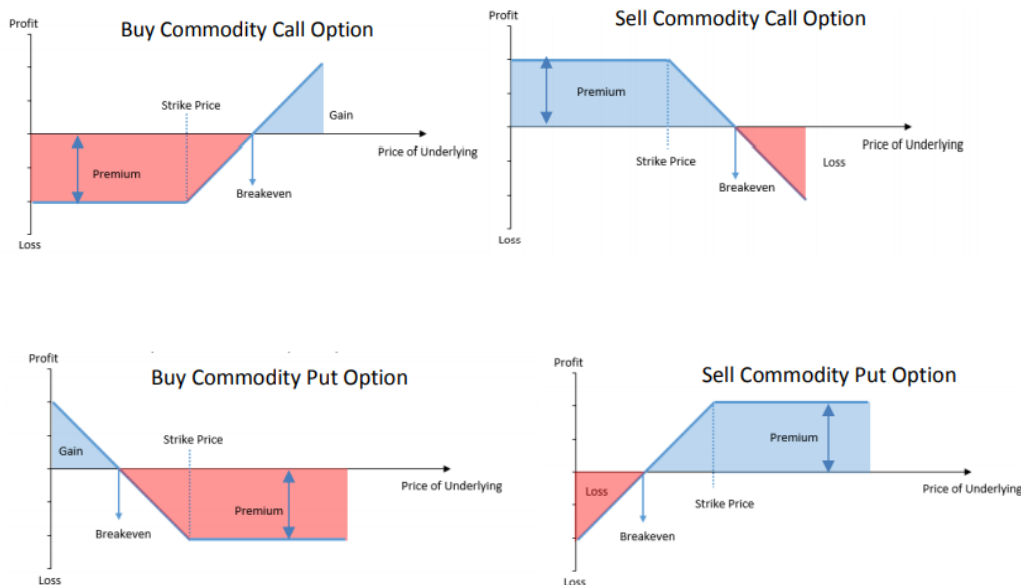 Profit
Buy Commodity Call Option
Strike Price
Gain
Price of Underlying
Premium
Breakeven
Loss
Profit
Sell Commodity Call Option
Premium
Price of Underlying
Strike Price
Loss
Breakeven
Loss
Profit
Buy Commodity Put Option
Strike Price
Gain
Price of Underlying
Premium
Breakeven
Loss
Profit
Sell Commodity Put Option
Premium
Loss
Price of Underlying
Strike Price
Breakeven
Loss